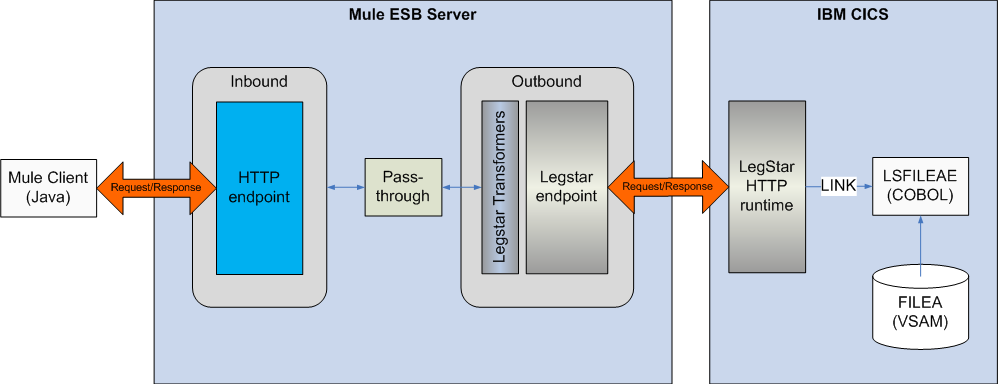 Mule ESB Server
IBM CICS
Inbound
Outbound
Mule Client
(Java)
Request/Response
HTTP
endpoint
Pass-
through
Legstar Transformers
Legstar
endpoint
Request/Response
LegStar
HTTP
runtime
LINK
LSFILEAE
(COBOL)
FILEA
(VSAM)